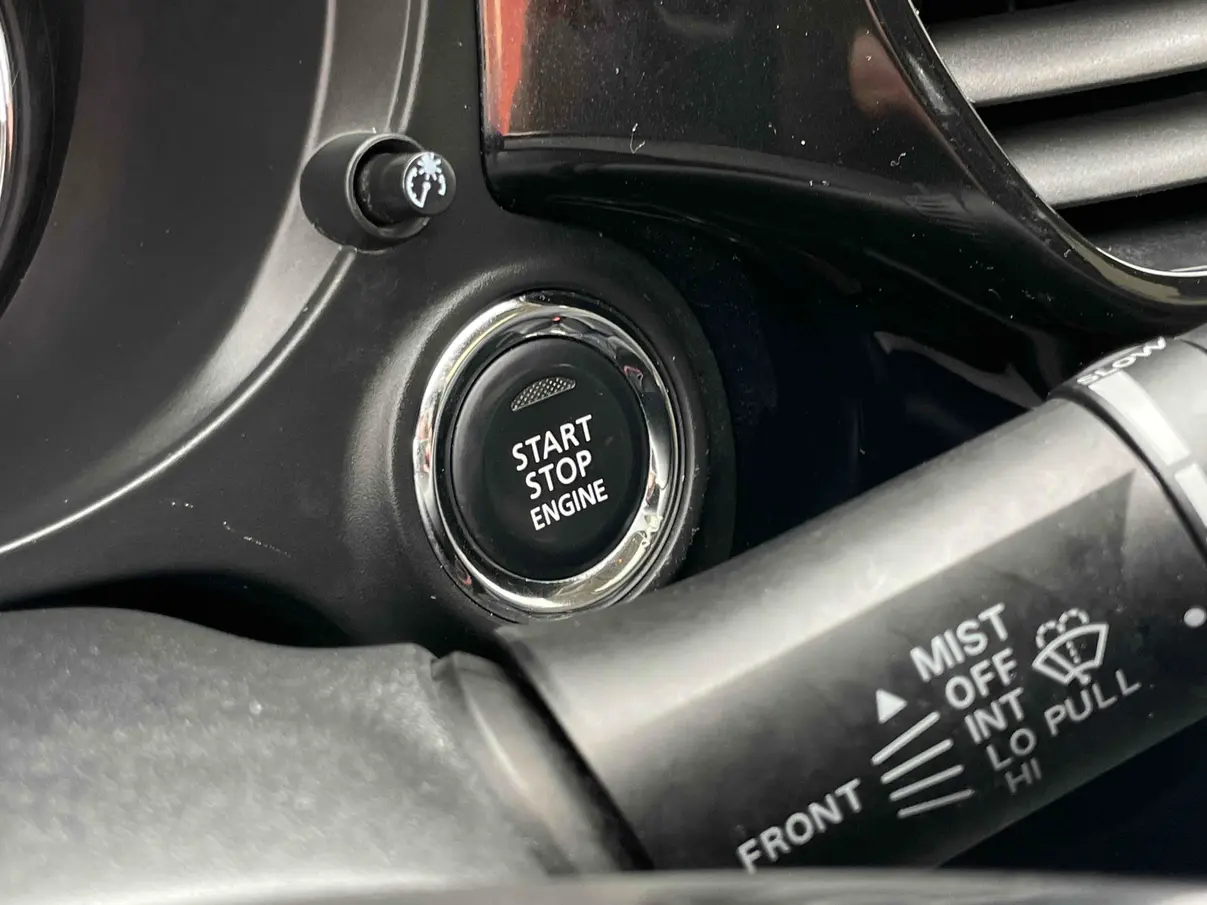 START
STOP
ENGINE
SLOW
MIST
OFF
INT
LO PULL
HI
FRONT